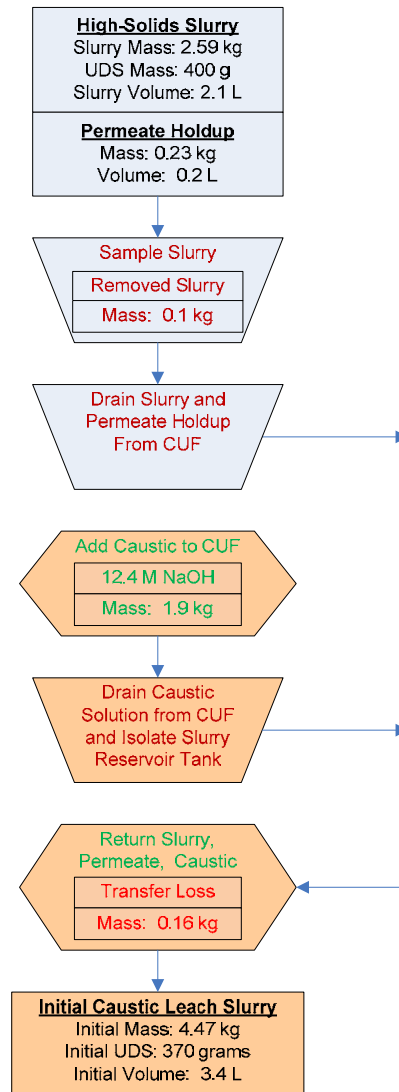 High-Solids Slurry
Slurry Mass: 2.59 kg
UDS Mass: 400 g
Slurry Volume: 2.1 L
Permeate Holdup
Mass: 0.23 kg
Volume: 0.2 L
Sample Slurry
Removed Slurry
Mass: 0.1 kg
Drain Slurry and
Permeate Holdup
From CUF
Add Caustic to CUF
12.4 M NaOH
Mass: 1.9 kg
Drain Caustic
Solution from CUF
and Isolate Slurry
Reservoir Tank
Return Slurry,
Permeate, Caustic
Transfer Loss
Mass: 0.16 kg
Initial Caustic Leach Slurry
Initial Mass: 4.47 kg
Initial UDS: 370 grams
Initial Volume: 3.4 L